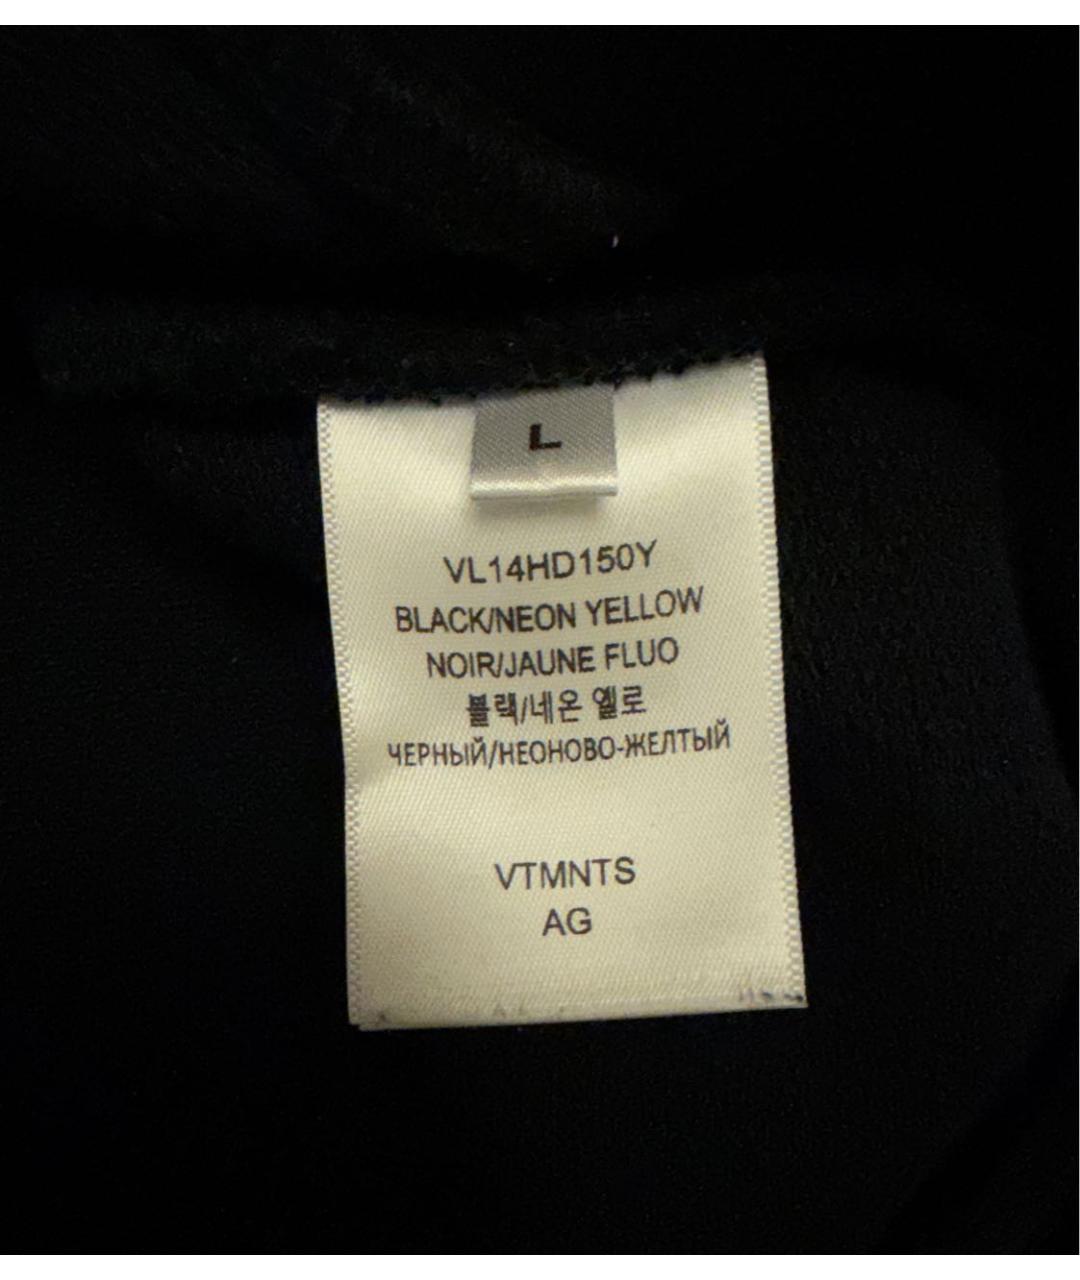 L
VL14HD150Y
BLACK/NEON YELLOW
NOIR/JAUNE FLUO
블랙/네온 옐로
ЧЕРНЫЙ/НЕОНОВО-ЖЕЛТЫЙ
VTMNTS
AG